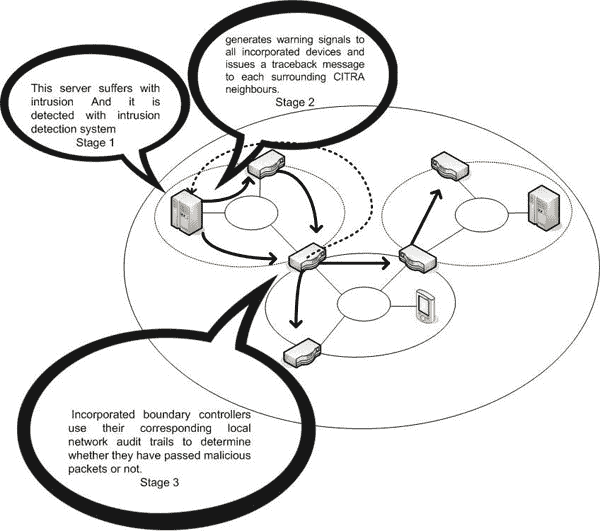 generates warning signals to
all incorporated devices and
issues a traceback message
to each surrounding CITRA
neighbours.
Stage 2
This server suffers with
intrusion And it is
detected with intrusion
detection system
Stage 1
Incorporated boundary controllers
use their corresponding local
network audit trails to determine
whether they have passed malicious
packets or not.
Stage 3